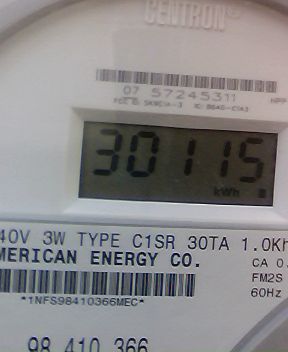 CENTRON®
07 57245311
30115
kWh
40V 3W TYPE C1SR 30TA 1.0Kh
MERICAN ENERGY CO.
CA 0.
FM2S
*1NFS98410366MEC*
60Hz
98 410 366